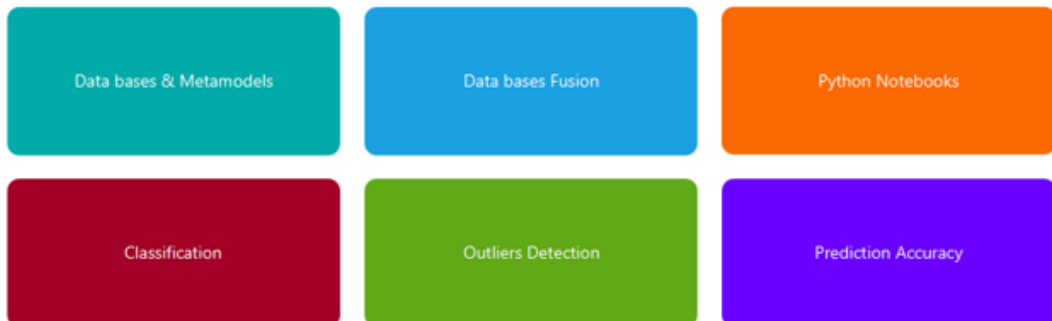 Data bases & Metamodels
Data bases Fusion
Python Notebooks
Classification
Outliers Detection
Prediction Accuracy